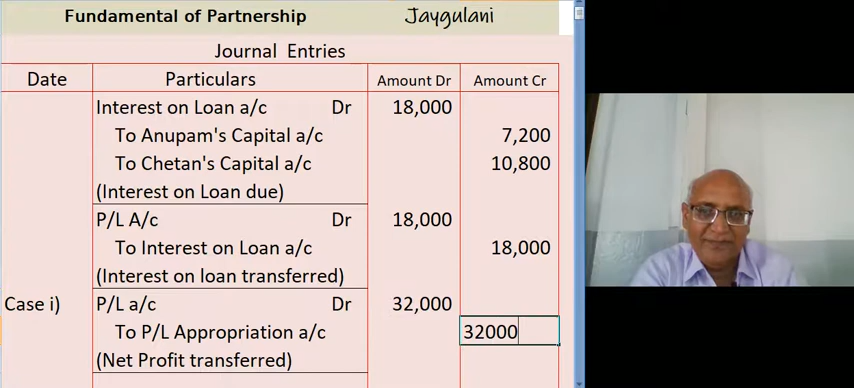 Fundamental of Partnership Jaygulani
Journal Entries
Date Particulars Amount Dr Amount Cr
Interest on Loan a/c Dr 18,000
To Anupam's Capital a/c 7,200
To Chetan's Capital a/c 10,800
(Interest on Loan due)
P/L A/c Dr 18,000
To Interest on Loan a/c 18,000
(Interest on loan transferred)
Case i) P/L a/c Dr 32,000
To P/L Appropriation a/c 32000
(Net Profit transferred)